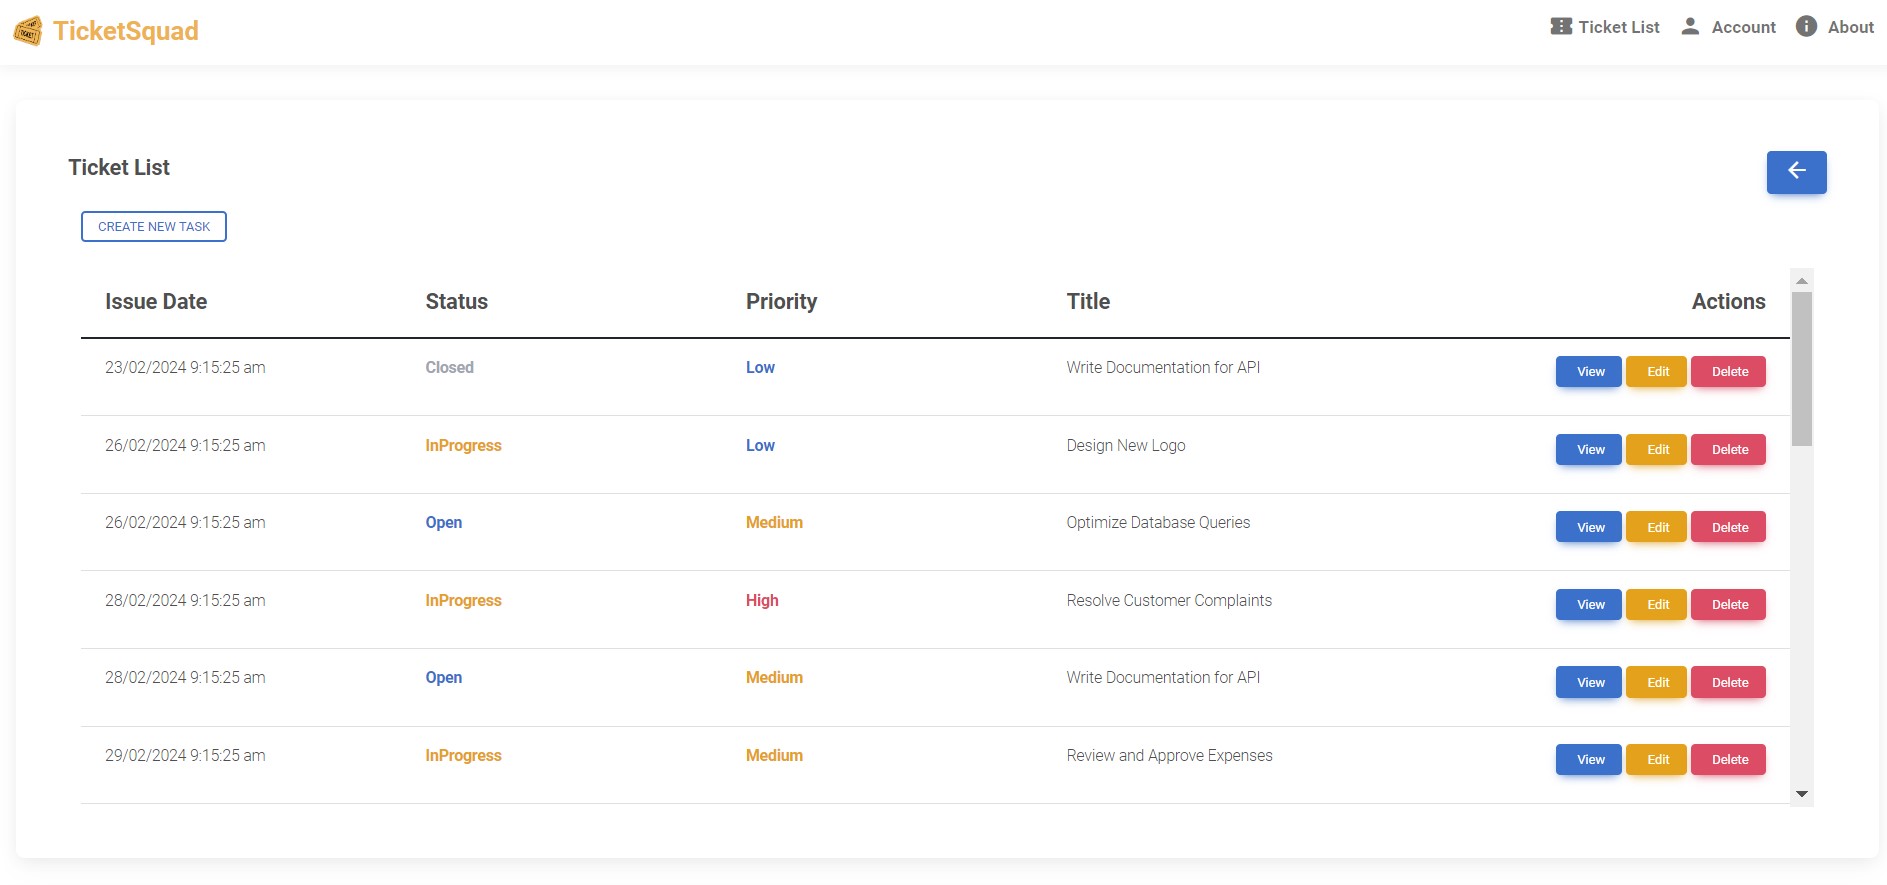 TicketSquad
Ticket List Account About
Ticket List
CREATE NEW TASK
Issue Date Status Priority Title Actions
23/02/2024 9:15:25 am Closed Low Write Documentation for API View Edit Delete
26/02/2024 9:15:25 am InProgress Low Design New Logo View Edit Delete
26/02/2024 9:15:25 am Open Medium Optimize Database Queries View Edit Delete
28/02/2024 9:15:25 am InProgress High Resolve Customer Complaints View Edit Delete
28/02/2024 9:15:25 am Open Medium Write Documentation for API View Edit Delete
29/02/2024 9:15:25 am InProgress Medium Review and Approve Expenses View Edit Delete